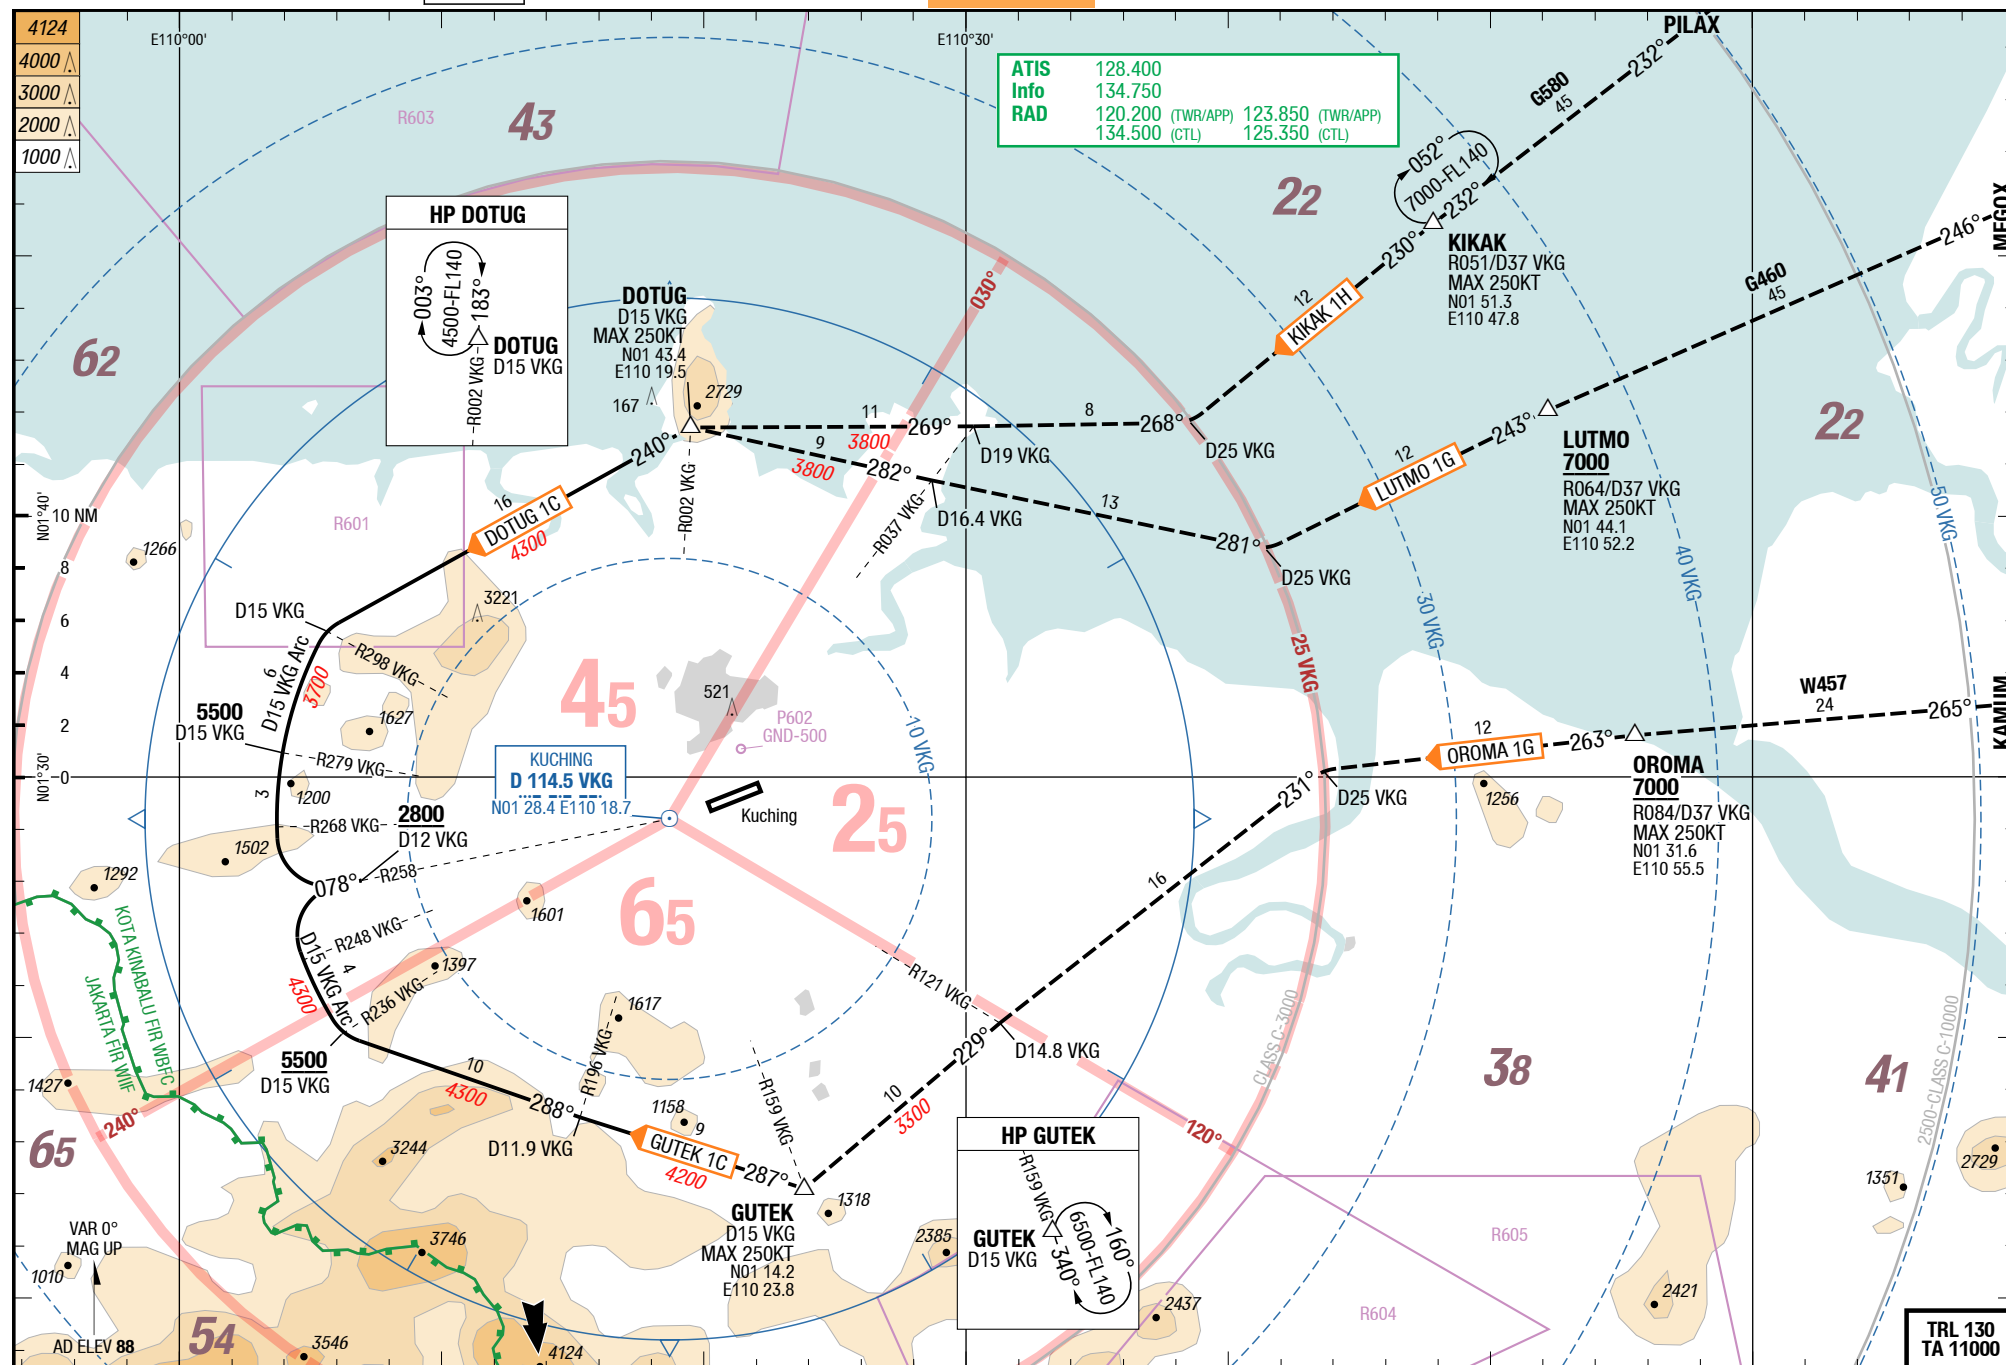 4124
4000
3000
2000
1000
E110°00'
E110°30'
PILAX
ATIS 128.400
Info 134.750
RAD 120.200 (TWR/APP) 123.850 (TWR/APP)
134.500 (CTL) 125.350 (CTL)
232°
G580
45
R603
43
052°
7000-FL140
232°
22
MEGOX
246°
HP DOTUG
003°
4500-FL140
183°
DOTUG
D15 VKG
R002 VKG
230°
KIKAK
R051/D37 VKG
MAX 250KT
N01 51.3
E110 47.8
G460
45
030°
DOTUG
D15 VKG
MAX 250KT
N01 43.4
E110 19.5
12
KIKAK 1H
62
167
2729
11
269°
3800
8
268°
D25 VKG
D19 VKG
9
3800
282°
22
243°
12
LUTMO 1G
LUTMO
7000
R064/D37 VKG
MAX 250KT
N01 44.1
E110 52.2
240°
16
DOTUG 1C
4300
R002 VKG
R037 VKG
D16.4 VKG
13
281°
D25 VKG
50 VKG
40 VKG
30 VKG
N01°40'
10 NM
8
6
4
2
0
N01°30'
R601
1266
3221
D15 VKG
R298 VKG
6
D15 VKG Arc
3700
25 VKG
45
521
P602
GND-500
10 VKG
5500
D15 VKG
1627
R279 VKG
W457
24
265°
KAMUM
12
OROMA 1G
263°
OROMA
7000
R084/D37 VKG
MAX 250KT
N01 31.6
E110 55.5
231°
D25 VKG
1256
KUCHING
D 114.5 VKG
N01 28.4 E110 18.7
Kuching
25
3
1200
R268 VKG
2800
D12 VKG
1502
1292
078°
R258
16
1601
65
R248 VKG
D15 VKG Arc
4
4300
R236 VKG
1397
KOTA KINABALU FIR WBFC
JAKARTA FIR WIIF
R121 VKG
1617
R196 VKG
D14.8 VKG
229°
10
3300
CLASS C-3000
38
41
2500-CLASS C-10000
5500
D15 VKG
1427
240°
65
10
4300
288°
D11.9 VKG
1158
9
GUTEK 1C
4200
287°
R159 VKG
HP GUTEK
R159 VKG
GUTEK
D15 VKG
160°
6500-FL140
340°
120°
R605
1351
2729
3244
GUTEK
D15 VKG
MAX 250KT
N01 14.2
E110 23.8
1318
2385
VAR 0°
MAG UP
1010
3746
2437
R604
2421
AD ELEV 88
54
3546
4124
TRL 130
TA 11000